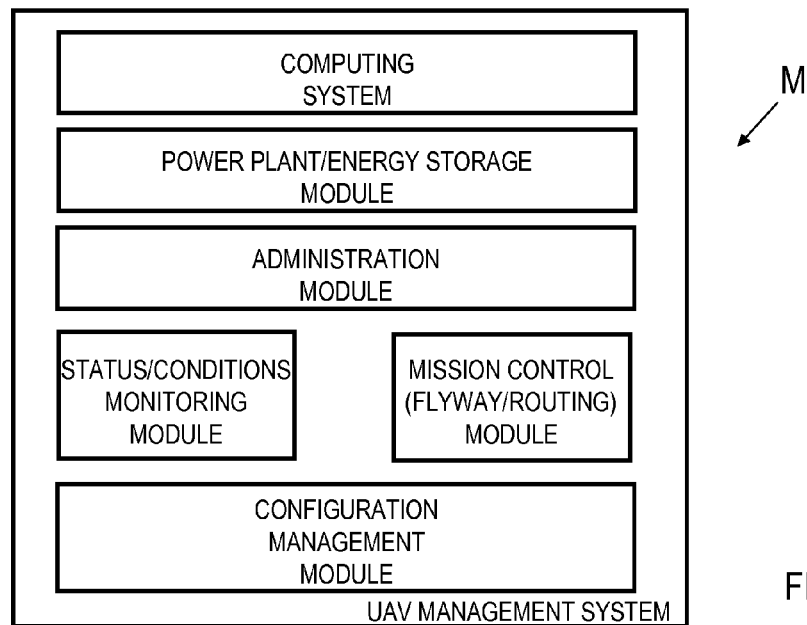 COMPUTING
SYSTEM
M
POWER PLANT/ENERGY STORAGE
MODULE
ADMINISTRATION
MODULE
STATUS/CONDITIONS
MONITORING
MODULE
MISSION CONTROL
(FLYWAY/ROUTING)
MODULE
CONFIGURATION
MANAGEMENT
MODULE
UAV MANAGEMENT SYSTEM